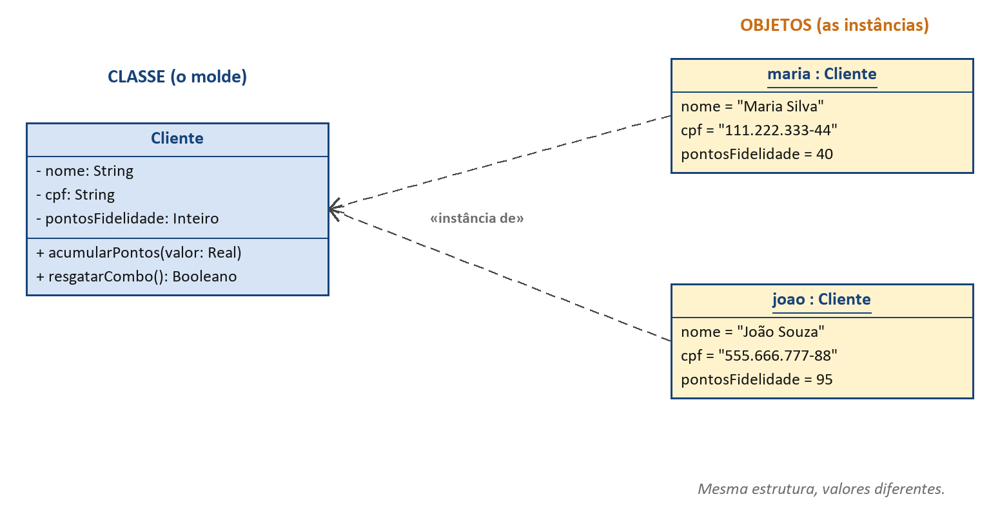 CLASSE (o molde)
Cliente
- nome: String
- cpf: String
- pontosFidelidade: Inteiro
+ acumularPontos(valor: Real)
+ resgatarCombo(): Booleano
«instância de»
OBJETOS (as instâncias)
maria : Cliente
nome = "Maria Silva"
cpf = "111.222.333-44"
pontosFidelidade = 40
joao : Cliente
nome = "João Souza"
cpf = "555.666.777-88"
pontosFidelidade = 95
Mesma estrutura, valores diferentes.